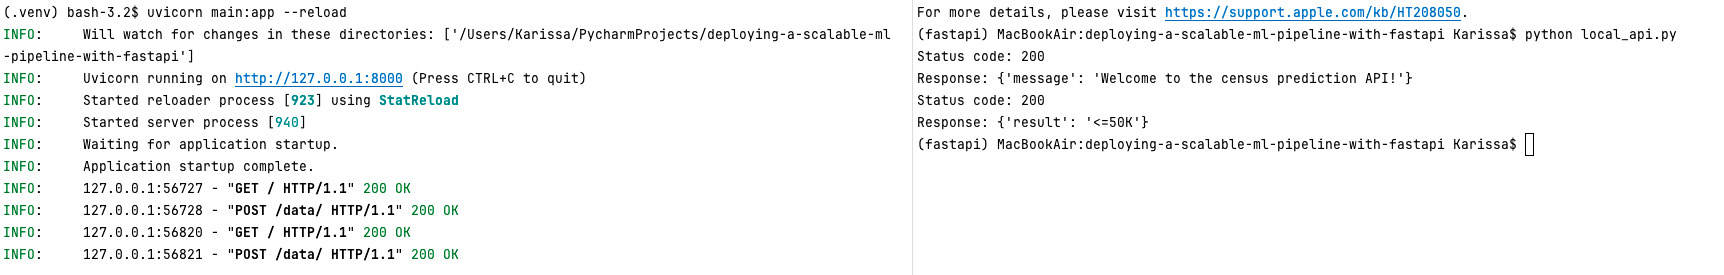 (.venv) bash-3.2$ uvicorn main:app --reload
INFO:     Will watch for changes in these directories: ['/Users/Karissa/PycharmProjects/deploying-a-scalable-ml
-pipeline-with-fastapi']
INFO:     Uvicorn running on http://127.0.0.1:8000 (Press CTRL+C to quit)
INFO:     Started reloader process [923] using StatReload
INFO:     Started server process [940]
INFO:     Waiting for application startup.
INFO:     Application startup complete.
INFO:     127.0.0.1:56727 - "GET / HTTP/1.1" 200 OK
INFO:     127.0.0.1:56728 - "POST /data/ HTTP/1.1" 200 OK
INFO:     127.0.0.1:56820 - "GET / HTTP/1.1" 200 OK
INFO:     127.0.0.1:56821 - "POST /data/ HTTP/1.1" 200 OK
For more details, please visit https://support.apple.com/kb/HT208050.
(fastapi) MacBookAir:deploying-a-scalable-ml-pipeline-with-fastapi Karissa$ python local_api.py
Status code: 200
Response: {'message': 'Welcome to the census prediction API!'}
Status code: 200
Response: {'result': '<=50K'}
(fastapi) MacBookAir:deploying-a-scalable-ml-pipeline-with-fastapi Karissa$